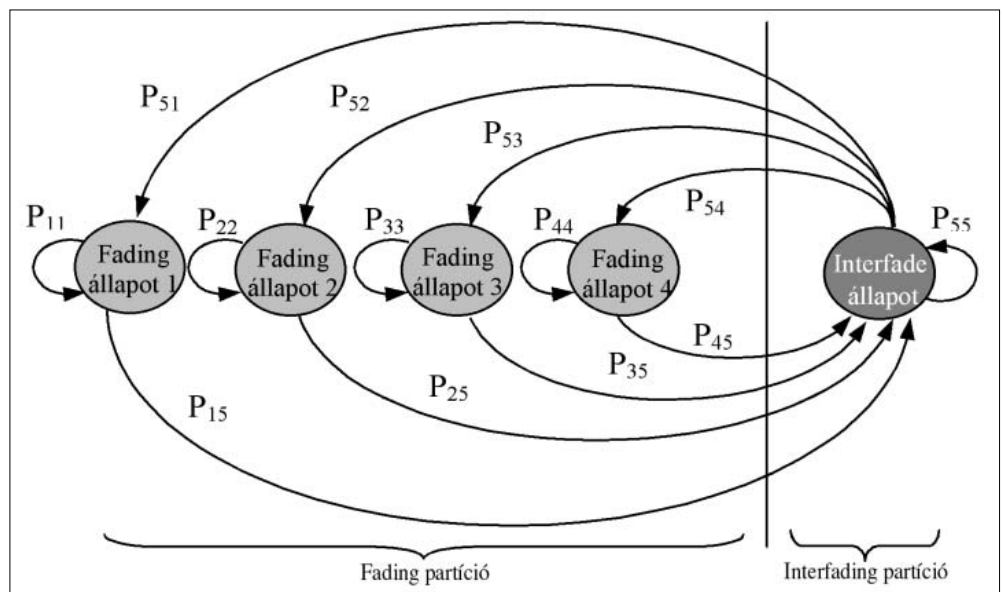 P51
P52
P53
P54
P11
P22
P33
P44
P55
Fading
állapot 1
Fading
állapot 2
Fading
állapot 3
Fading
állapot 4
Interfade
állapot
P45
P35
P25
P15
Fading partíció
Interfading partíció